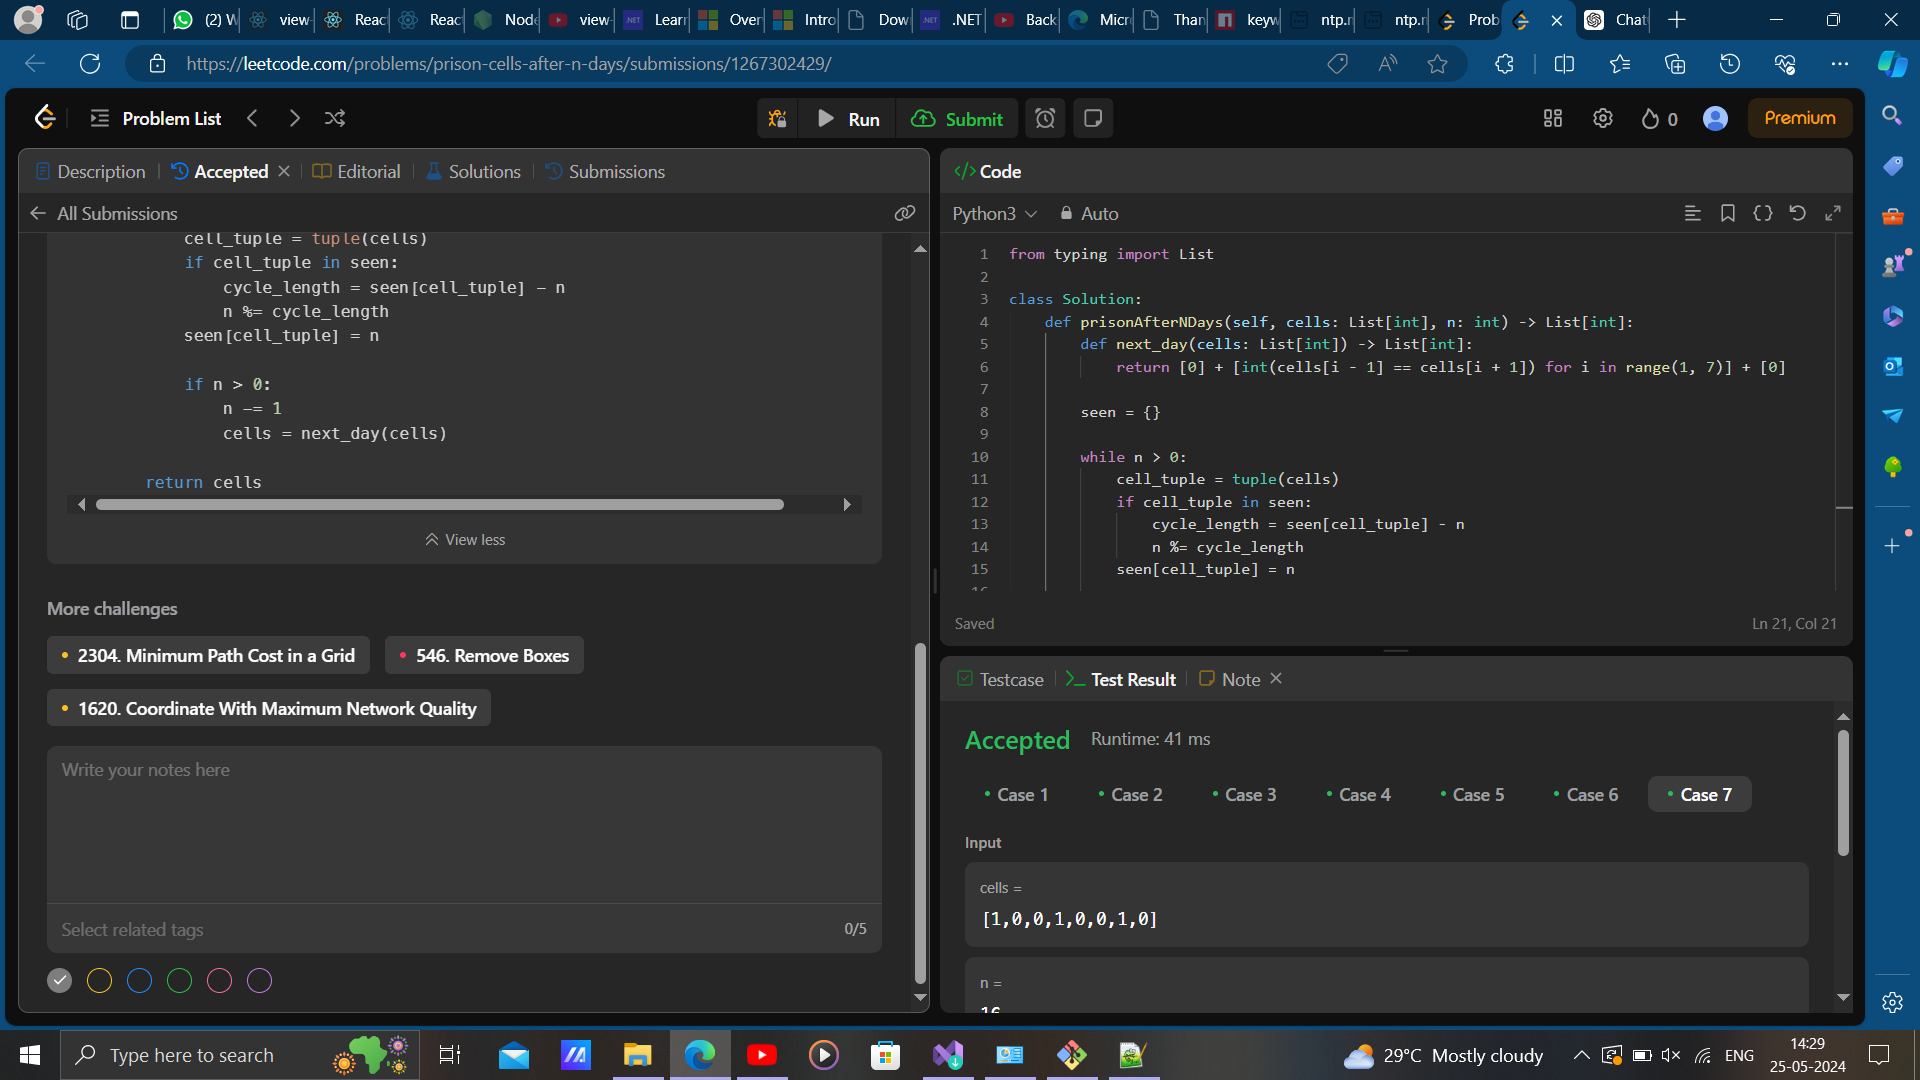 (2) W
view-
Reac
Reac
Node
view-
Lear
Over
Intro
Dow
.NET
Back
Micr
Than
keyw
ntp.r
ntp.r
Prob
Chat
https://leetcode.com/problems/prison-cells-after-n-days/submissions/1267302429/
Problem List
Run
Submit
0
Premium
Description
Accepted
Editorial
Solutions
Submissions
All Submissions
cell_tuple = tuple(cells)
if cell_tuple in seen:
cycle_length = seen[cell_tuple] - n
n %= cycle_length
seen[cell_tuple] = n
if n > 0:
n -= 1
cells = next_day(cells)
return cells
View less
More challenges
2304. Minimum Path Cost in a Grid
546. Remove Boxes
1620. Coordinate With Maximum Network Quality
Write your notes here
Select related tags
0/5
</> Code
Python3
Auto
1 from typing import List
2
3 class Solution:
4 def prisonAfterNDays(self, cells: List[int], n: int) -> List[int]:
5 def next_day(cells: List[int]) -> List[int]:
6 return [0] + [int(cells[i - 1] == cells[i + 1]) for i in range(1, 7)] + [0]
7
8 seen = {}
9
10 while n > 0:
11 cell_tuple = tuple(cells)
12 if cell_tuple in seen:
13 cycle_length = seen[cell_tuple] - n
14 n %= cycle_length
15 seen[cell_tuple] = n
16
Saved
Ln 21, Col 21
Testcase
Test Result
Note
Accepted
Runtime: 41 ms
Case 1
Case 2
Case 3
Case 4
Case 5
Case 6
Case 7
Input
cells =
[1,0,0,1,0,0,1,0]
n =
16
Type here to search
29°C Mostly cloudy
ENG
14:29
25-05-2024